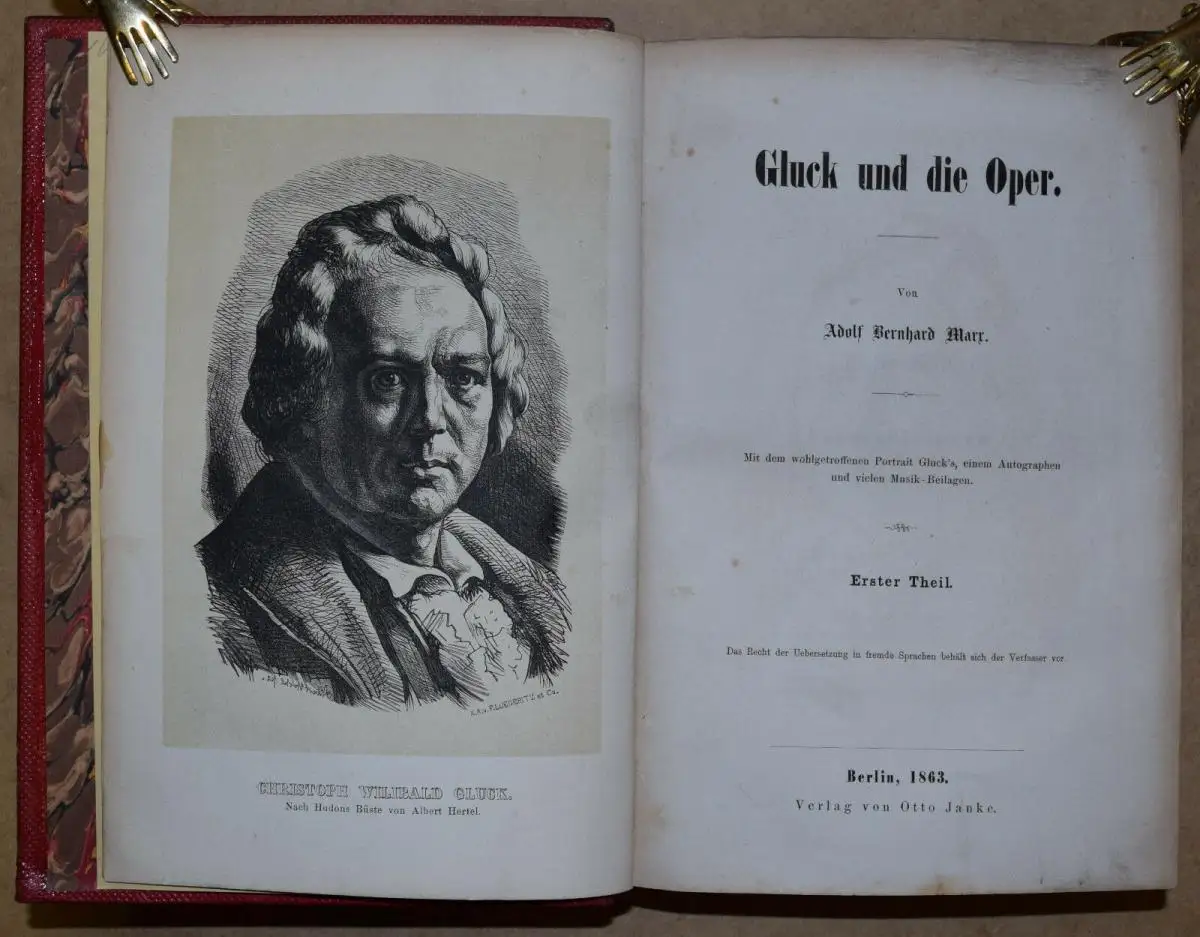 CHRISTOPH WILIBALD GLUCK.
Nach Hudons Büste von Albert Hertel.
Gluck und die Oper.
Von
Adolf Bernhard Marx.
Mit dem wohlgetroffenen Portrait Gluck's, einem Autographen
und vielen Musik-Beilagen.
Erster Theil.
Das Recht der Uebersetzung in fremde Sprachen behält sich der Verfasser vor.
Berlin, 1863.
Verlag von Otto Janke.